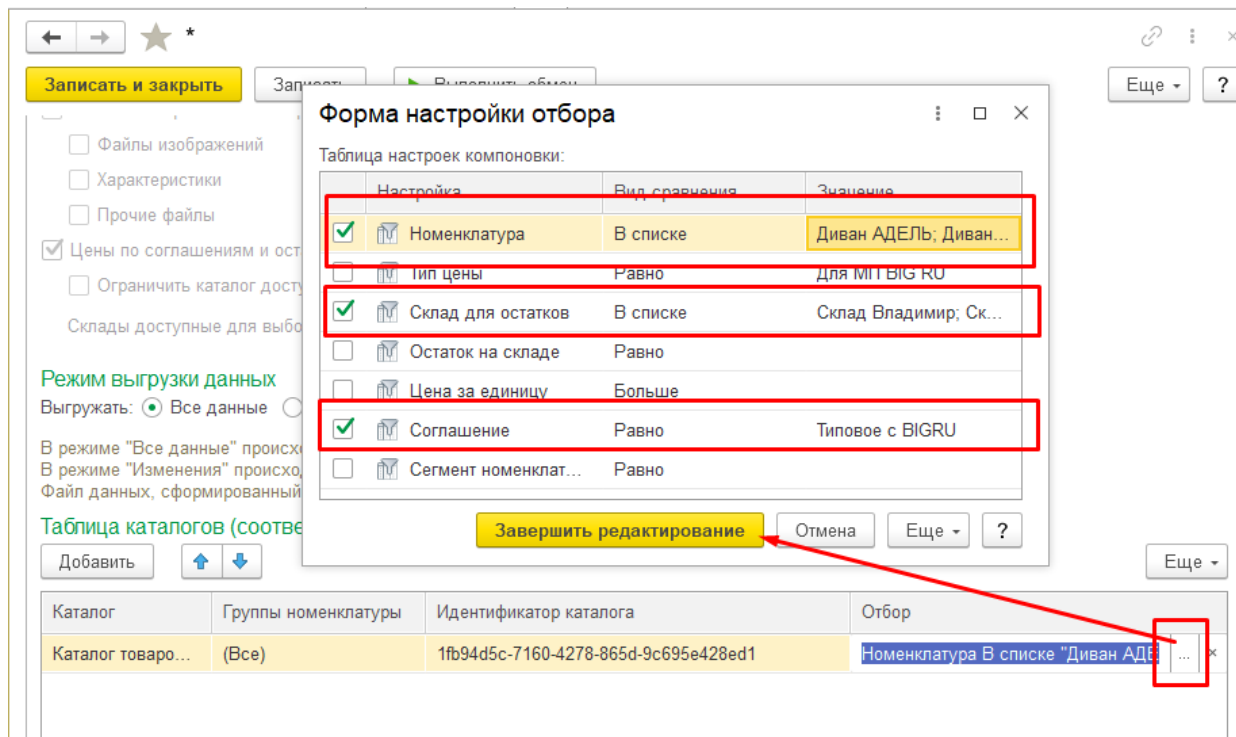 *
Записать и закрыть
Еще
?
Форма настройки отбора
Файлы изображений
Таблица настроек компоновки:
Характеристики
Настройка Вид сравнения Значение
Прочие файлы
Номенклатура В списке Диван АДЕЛЬ; Диван...
Цены по соглашениям и ост
Тип цены Равно Для МП BIG RU
Ограничить каталог досту
Склад для остатков В списке Склад Владимир; Ск...
Склады доступные для выбо
Остаток на складе Равно
Режим выгрузки данных
Цена за единицу Больше
Выгружать: Все данные
Соглашение Равно Типовое с BIGRU
В режиме "Все данные" происхо
В режиме "Изменения" происхо
Сегмент номенклат... Равно
Файл данных, сформированный
Таблица каталогов (соотве
Завершить редактирование Отмена Еще ?
Добавить Еще
Каталог Группы номенклатуры Идентификатор каталога Отбор
Каталог товаро... (Все) 1fb94d5c-7160-4278-865d-9c695e428ed1 Номенклатура В списке "Диван АДЕ ...